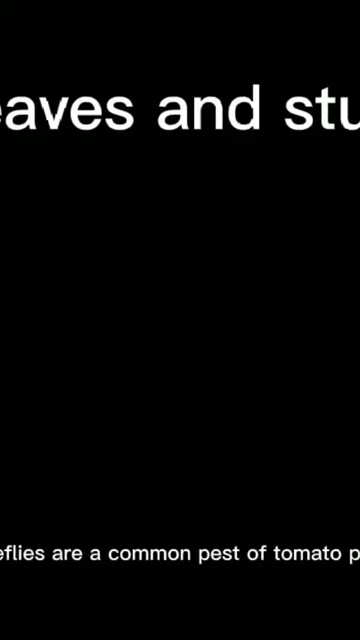 eaves and stu
eflies are a common pest of tomato p